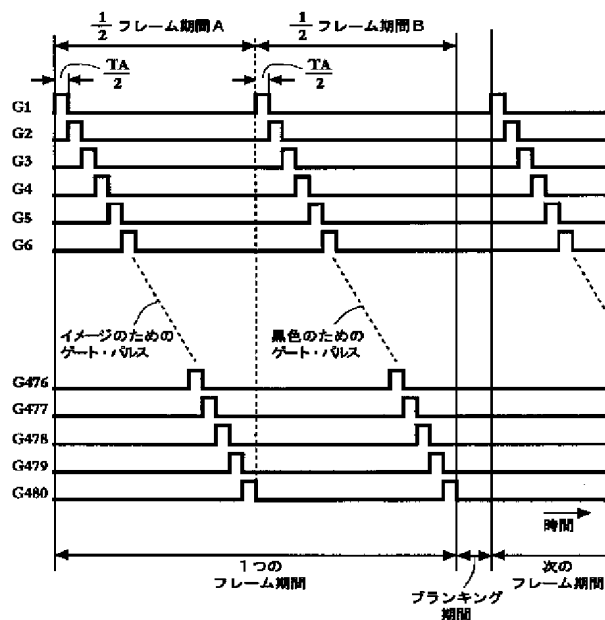 1/2 フレーム期間A
1/2 フレーム期間B
TA/2
TA/2
G1
G2
G3
G4
G5
G6
イメージのための
ゲート・パルス
黒色のための
ゲート・パルス
G476
G477
G478
G479
G480
時間
1つの
フレーム期間
ブランキング
期間
次の
フレーム期間